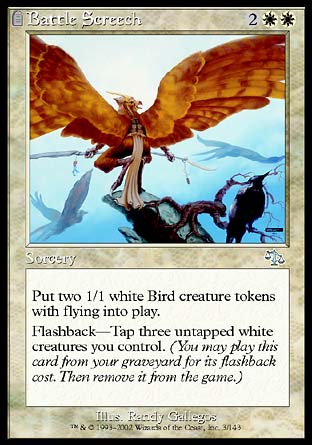 Battle Screech 2
Sorcery
Put two 1/1 white Bird creature tokens
with flying into play.
Flashback—Tap three untapped white
creatures you control. (You may play this
card from your graveyard for its flashback
cost. Then remove it from the game.)
Illus. Randy Gallegos
™ & © 1993–2002 Wizards of the Coast, Inc. 3/143